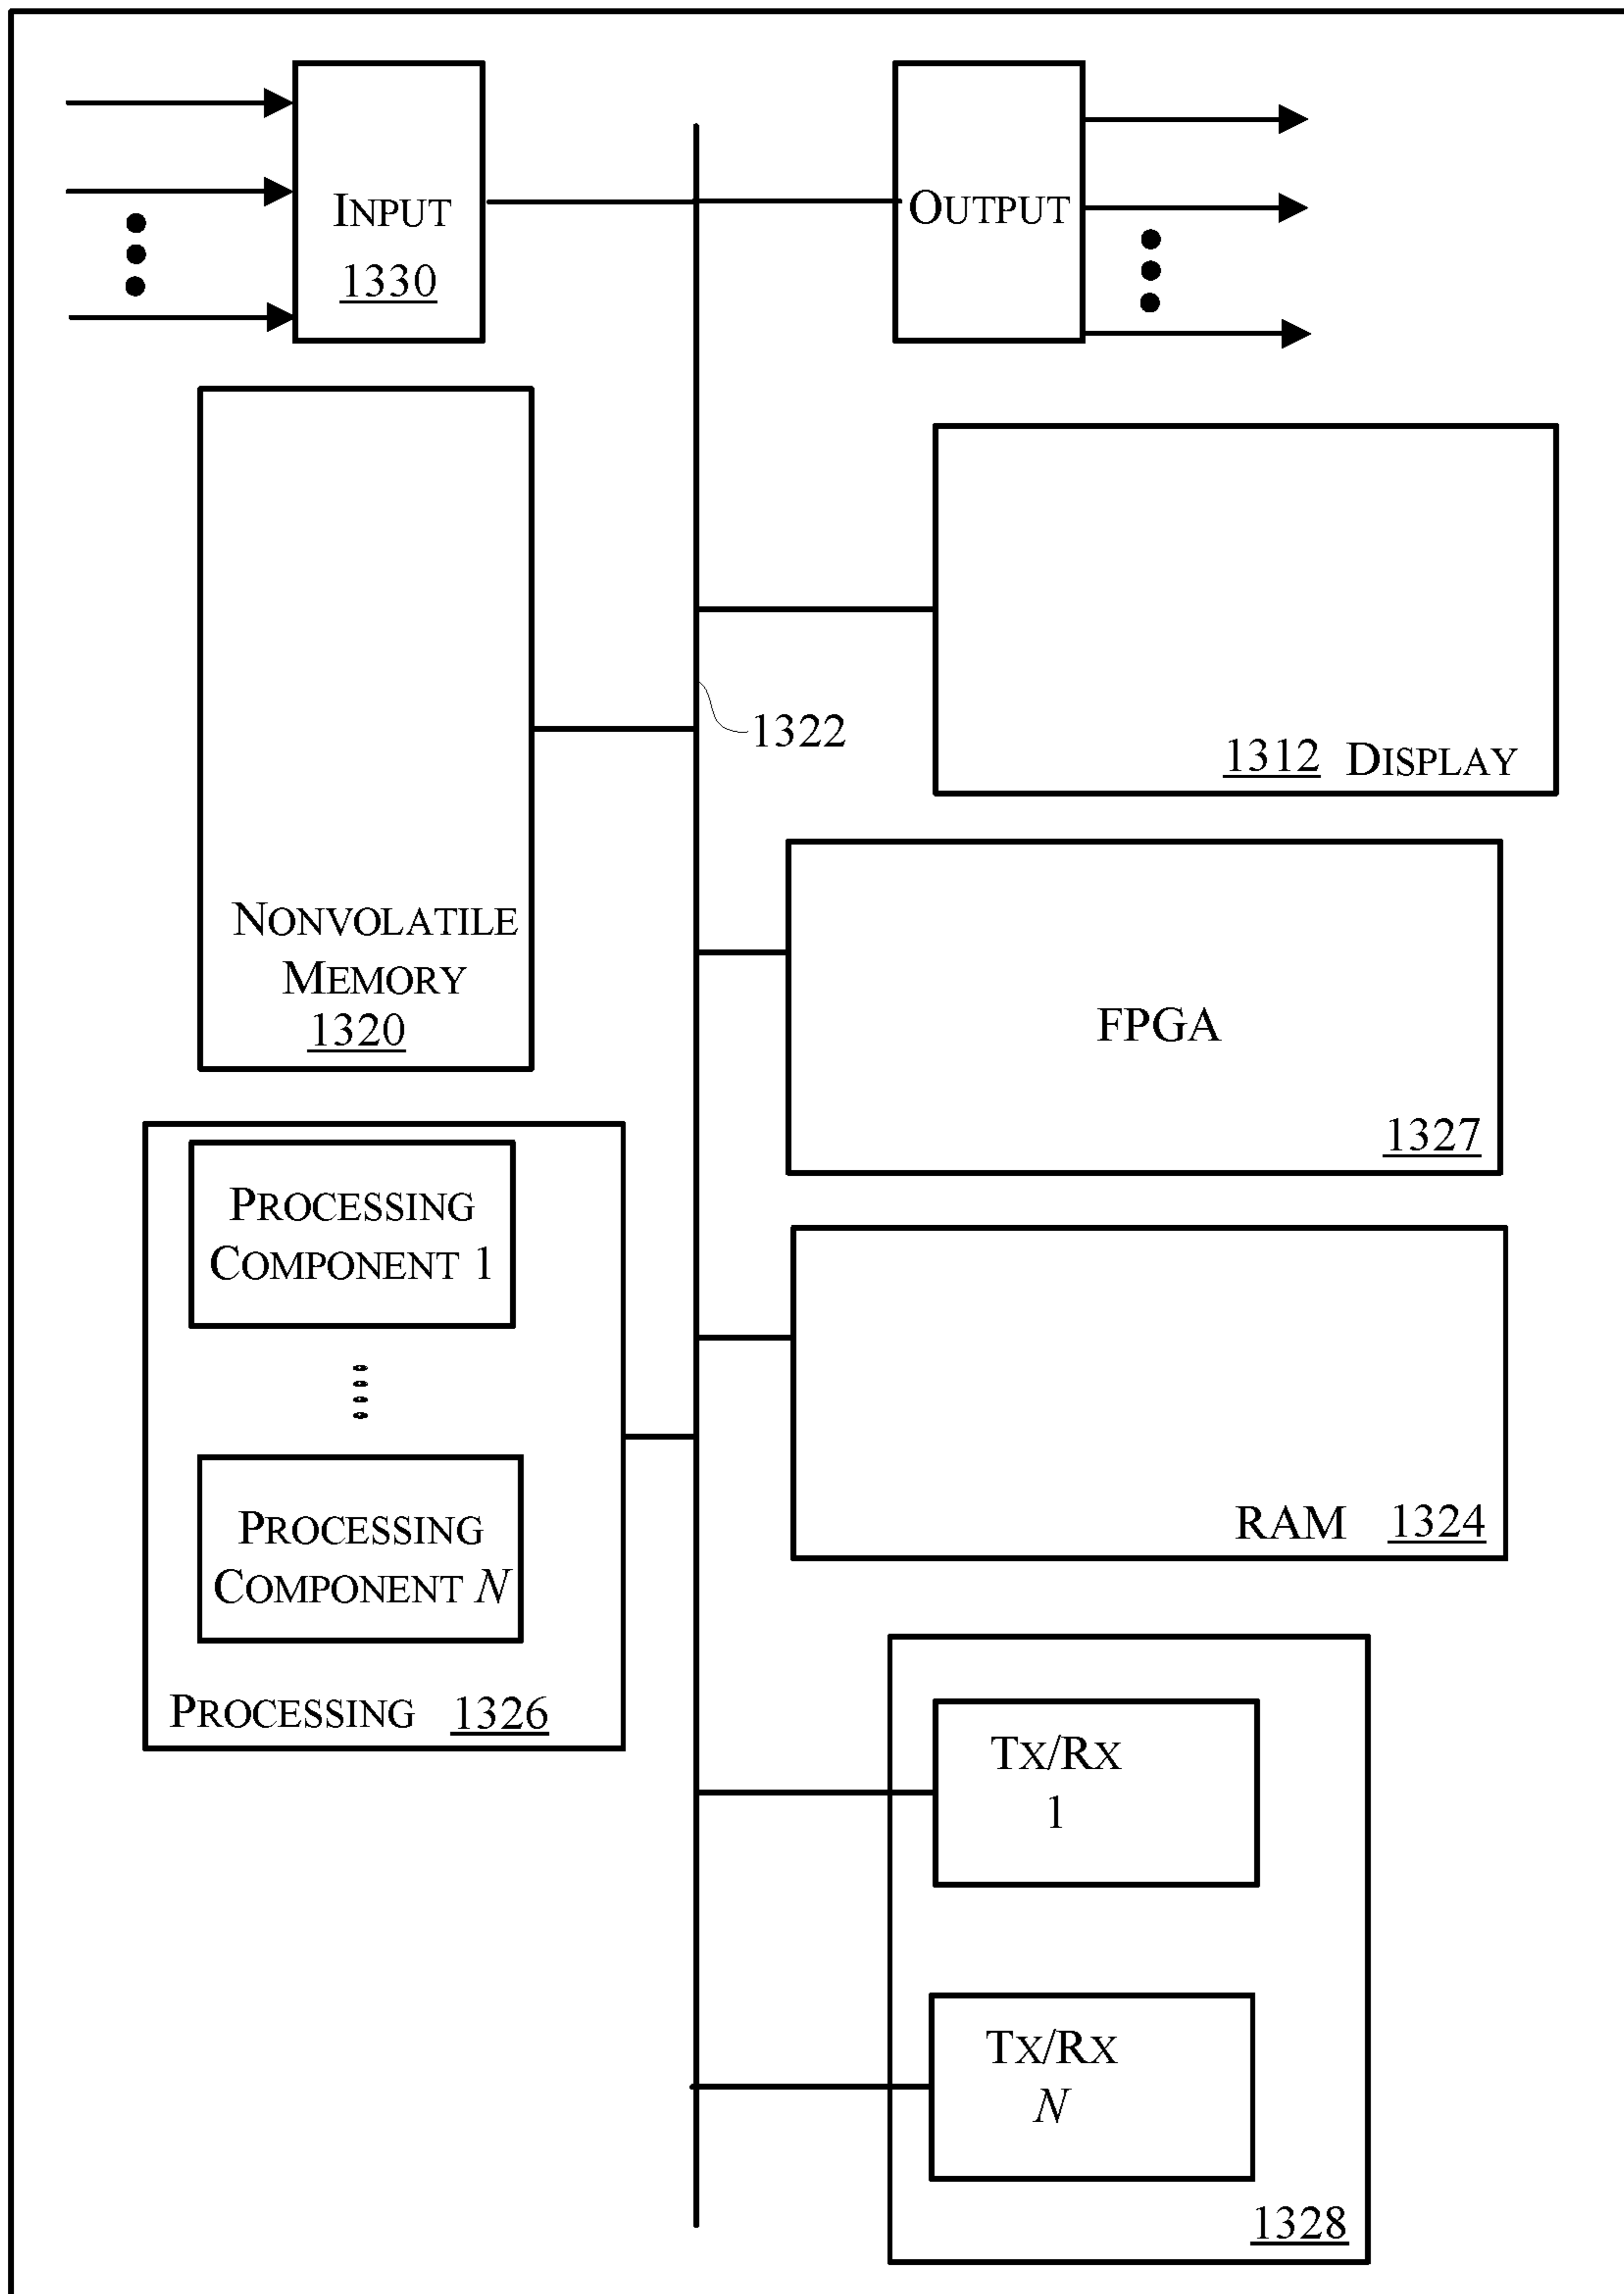 INPUT
1330
OUTPUT
1322
1312 DISPLAY
NONVOLATILE
MEMORY
1320
FPGA
1327
PROCESSING
COMPONENT 1
PROCESSING
COMPONENT N
PROCESSING 1326
RAM 1324
TX/RX
1
TX/RX
N
1328